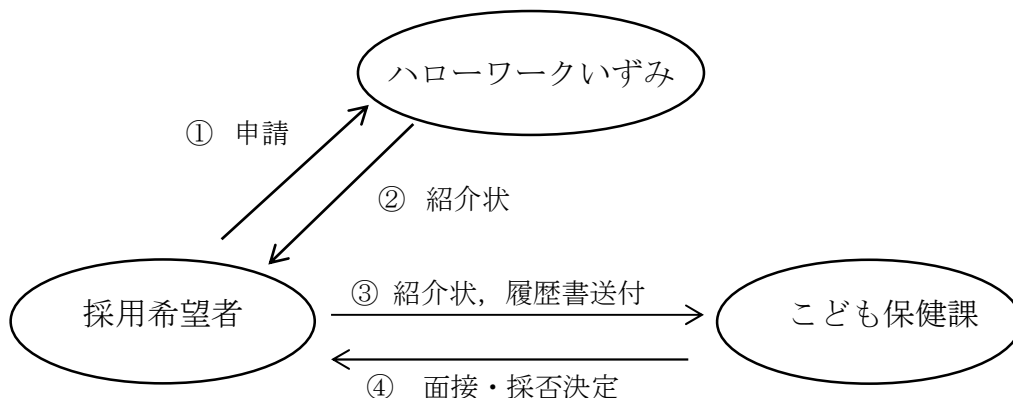 ハローワークいずみ
① 申請
② 紹介状
採用希望者
③ 紹介状，履歴書送付
こども保健課
④ 面接・採否決定